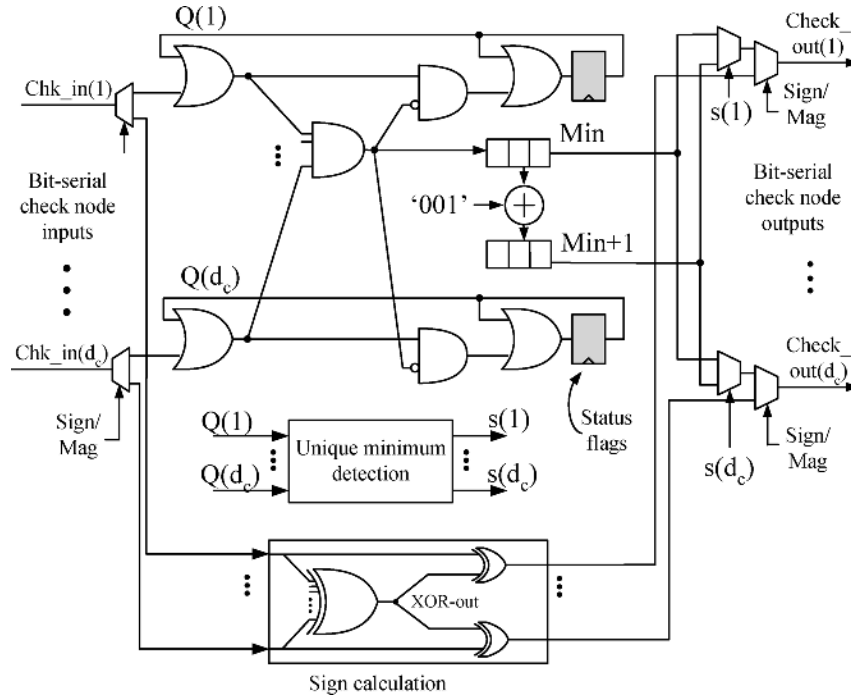 Q(1)
Check_
out(1)
Chk_in(1)
s(1)
Sign/
Mag
Bit-serial
check node
inputs
Min
'001'
Min+1
Bit-serial
check node
outputs
Q(d_c)
Chk_in(d_c)
Check_
out(d_c)
Sign/
Mag
Status
flags
Sign/
Mag
s(d_c)
Q(1)
Q(d_c)
Unique minimum
detection
s(1)
s(d_c)
XOR-out
Sign calculation